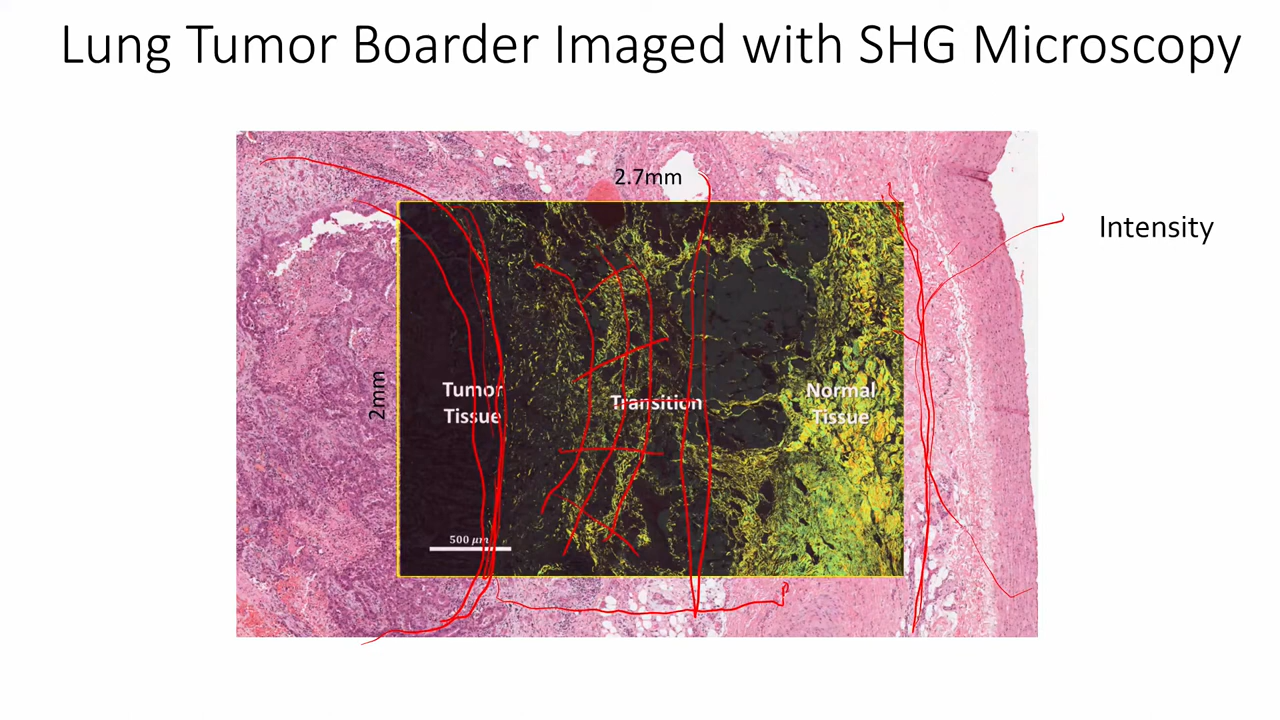 Lung Tumor Boarder Imaged with SHG Microscopy
2.7mm
Intensity
2mm
Tumor
Tissue
Transition
Normal
Tissue
500 μm